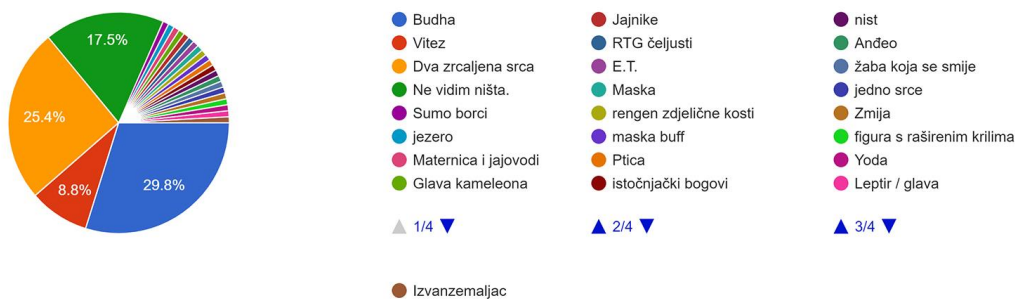 17.5%
25.4%
8.8%
29.8%
Budha
Vitez
Dva zrcaljena srca
Ne vidim ništa.
Sumo borci
jezero
Maternica i jajovodi
Glava kameleona
1/4
Jajnike
RTG čeljusti
E.T.
Maska
rengen zdjelične kosti
maska buff
Ptica
istočnjački bogovi
2/4
nist
Anđeo
žaba koja se smije
jedno srce
Zmija
figura s raširenim krilima
Yoda
Leptir / glava
3/4
Izvanzemaljac